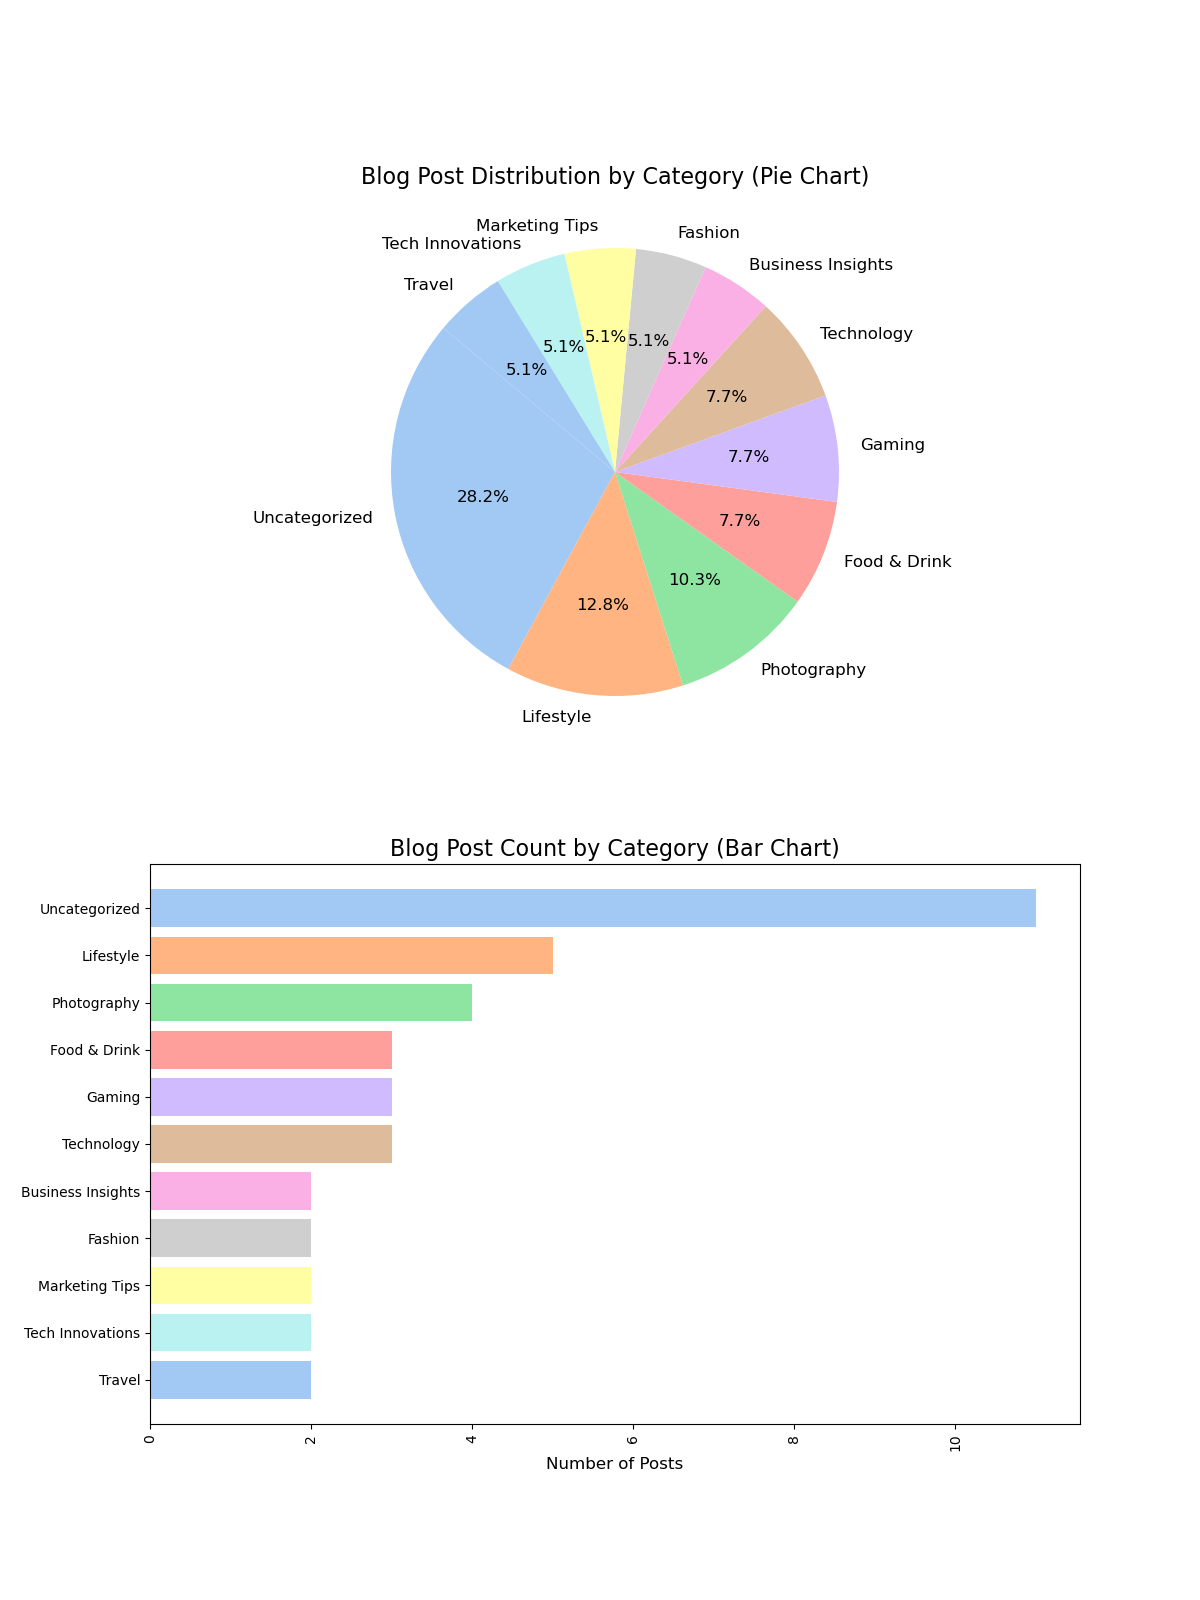 Blog Post Distribution by Category (Pie Chart)
Marketing Tips
Fashion
Tech Innovations
Business Insights
Travel
Technology
5.1%
5.1%
5.1%
5.1%
5.1%
7.7%
Gaming
7.7%
28.2%
Uncategorized
7.7%
Food & Drink
10.3%
12.8%
Photography
Lifestyle
Blog Post Count by Category (Bar Chart)
Uncategorized
Lifestyle
Photography
Food & Drink
Gaming
Technology
Business Insights
Fashion
Marketing Tips
Tech Innovations
Travel
0 2 4 6 8 10
Number of Posts